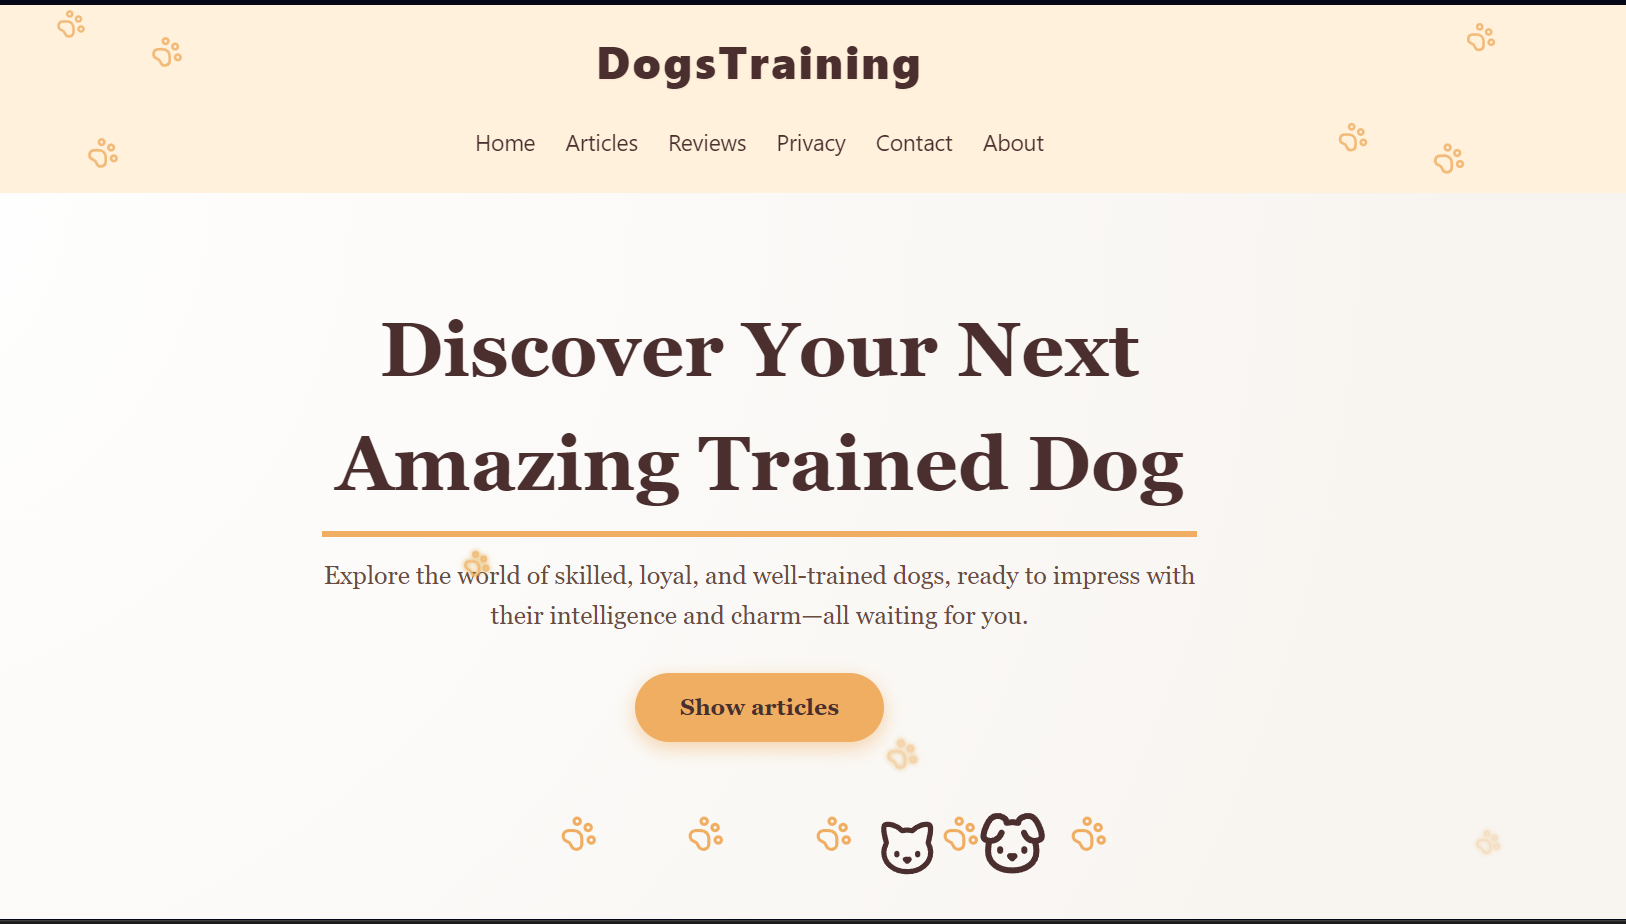 DogsTraining
Home Articles Reviews Privacy Contact About
Discover Your Next
Amazing Trained Dog
Explore the world of skilled, loyal, and well-trained dogs, ready to impress with
their intelligence and charm—all waiting for you.
Show articles